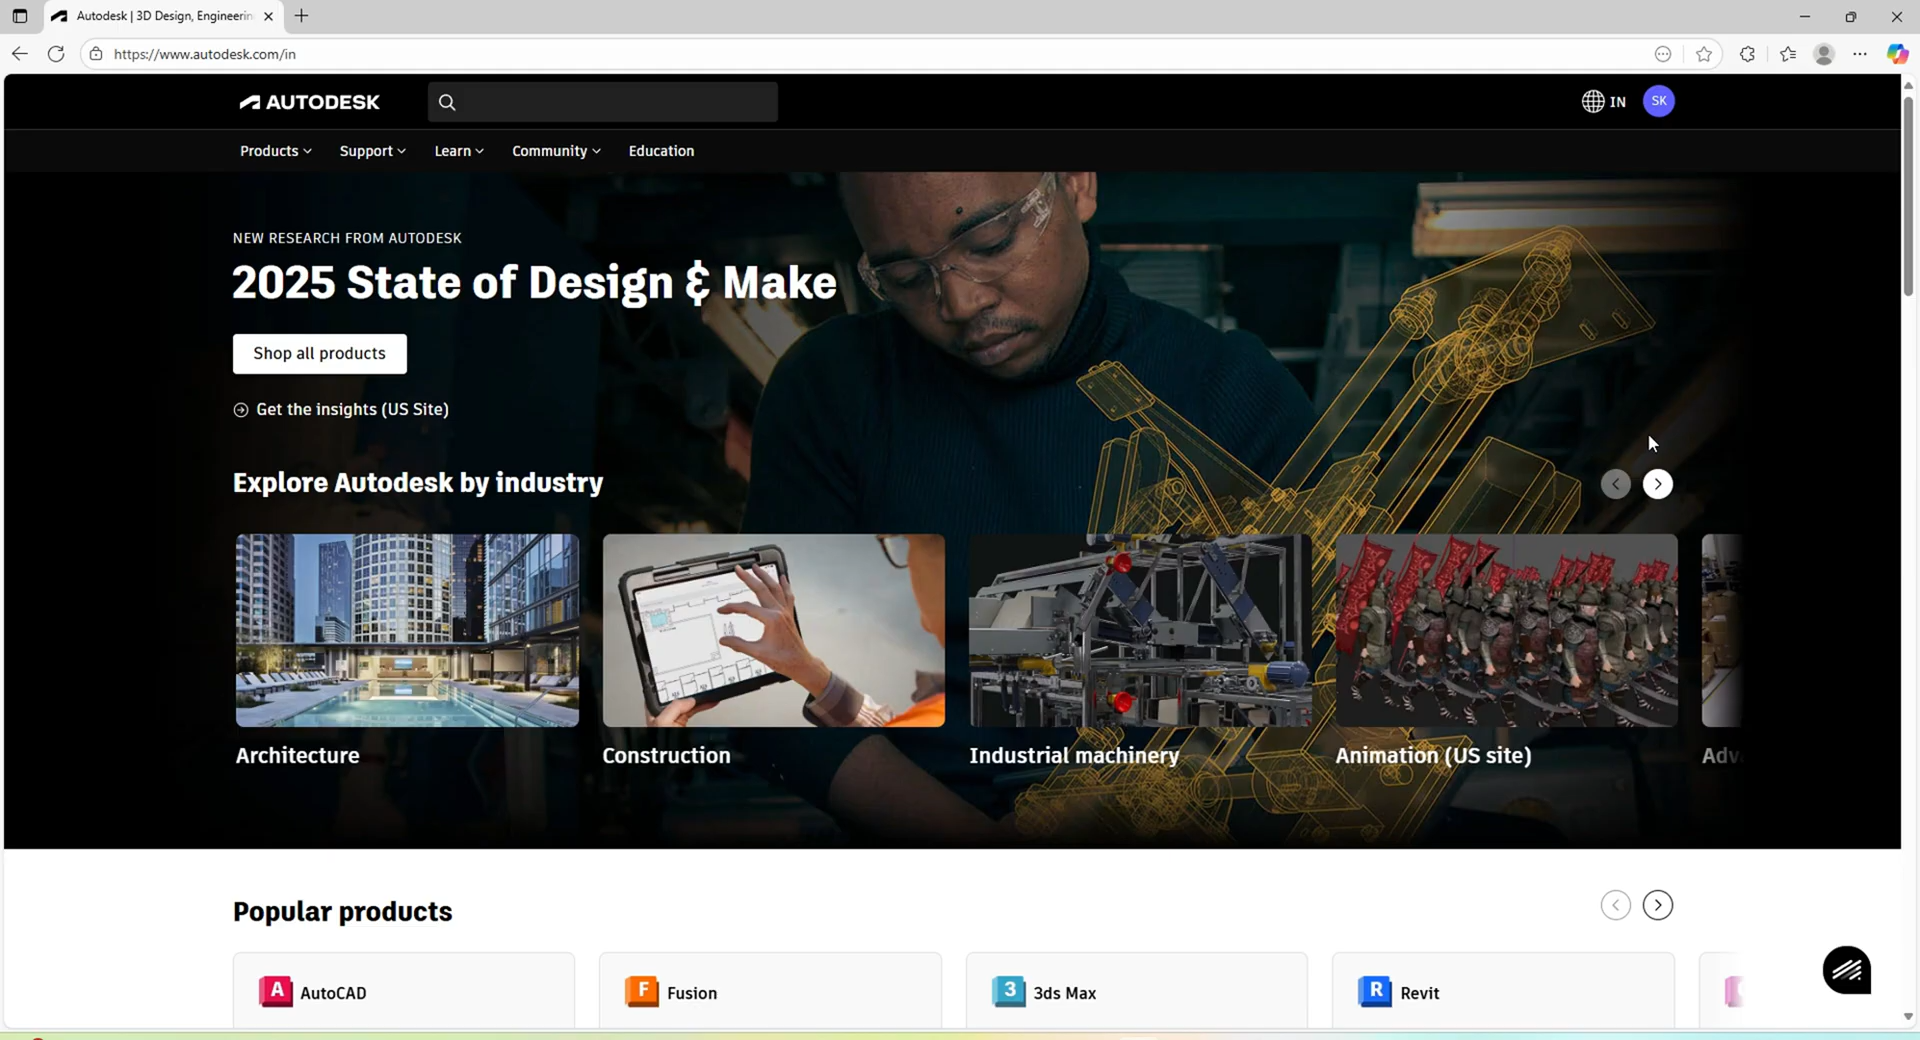 Autodesk | 3D Design, Engineerin
https://www.autodesk.com/in
AUTODESK
IN
SK
Products
Support
Learn
Community
Education
NEW RESEARCH FROM AUTODESK
2025 State of Design & Make
Shop all products
Get the insights (US Site)
Explore Autodesk by industry
Architecture
Construction
Industrial machinery
Animation (US site)
Adv
Popular products
A AutoCAD
F Fusion
3 3ds Max
R Revit